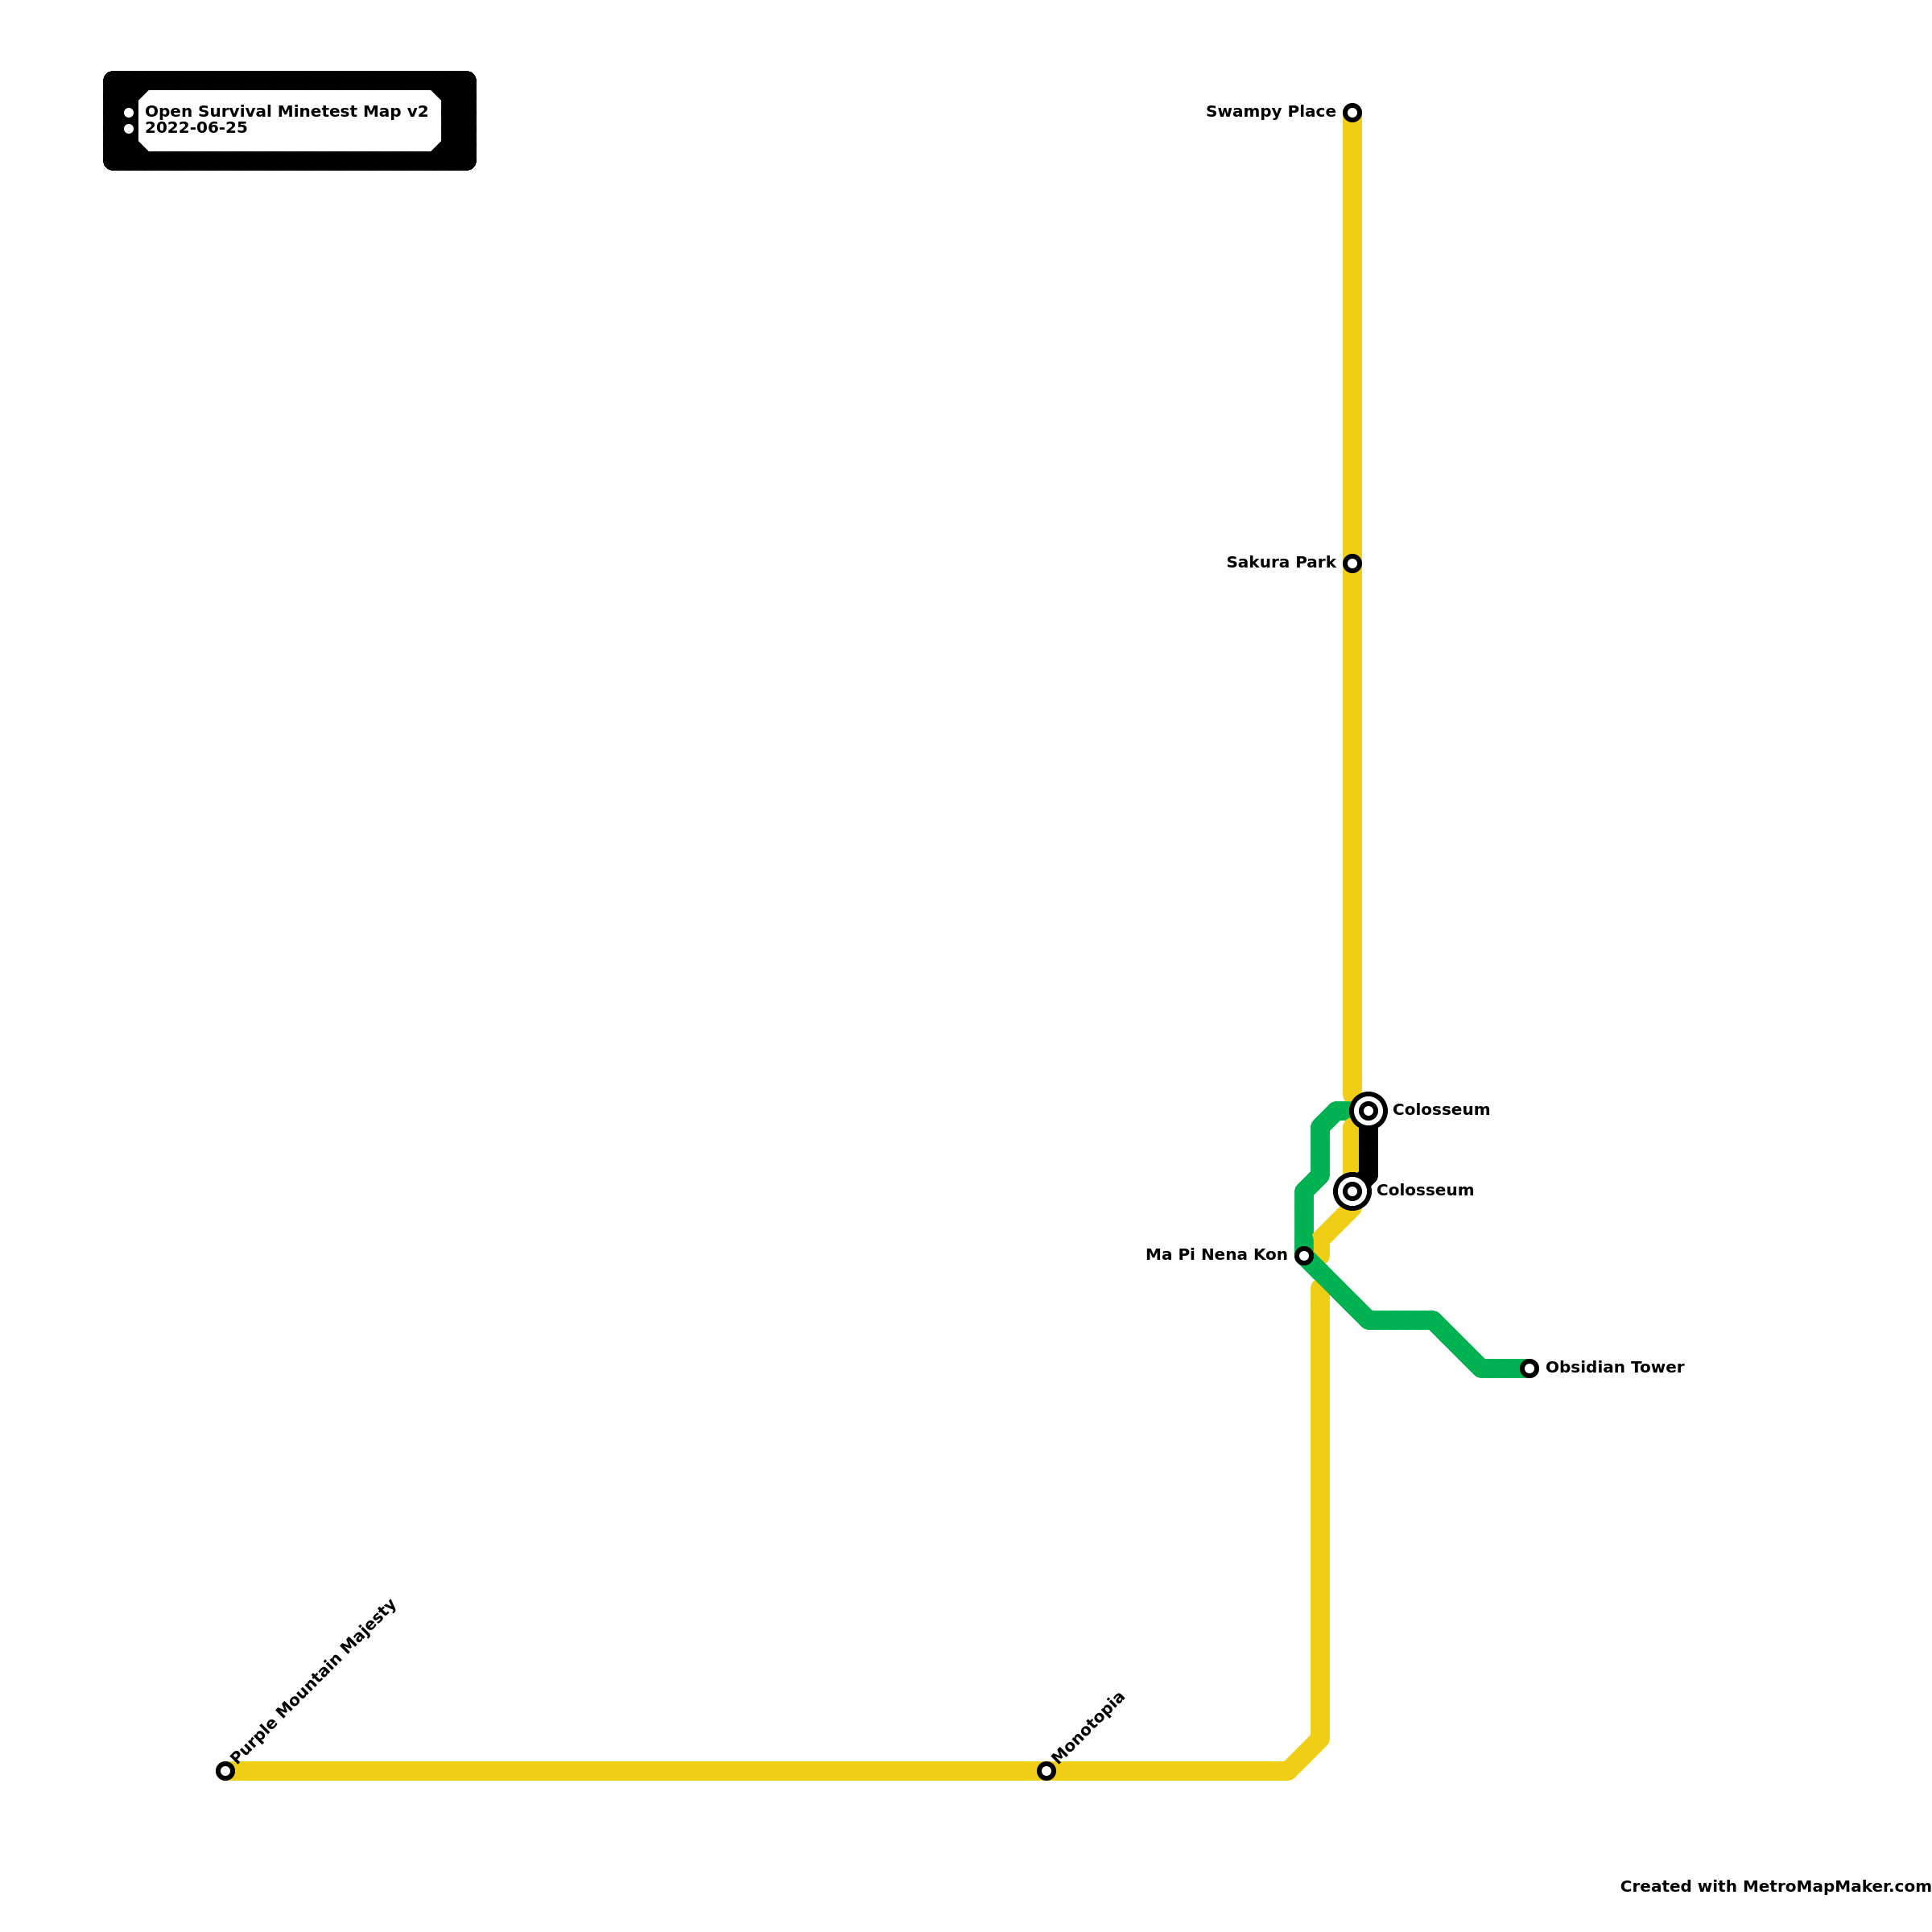 Open Survival Minetest Map v2
2022-06-25
Swampy Place
Sakura Park
Colosseum
Colosseum
Ma Pi Nena Kon
Obsidian Tower
Purple Mountain Majesty
Monotopia
Created with MetroMapMaker.com